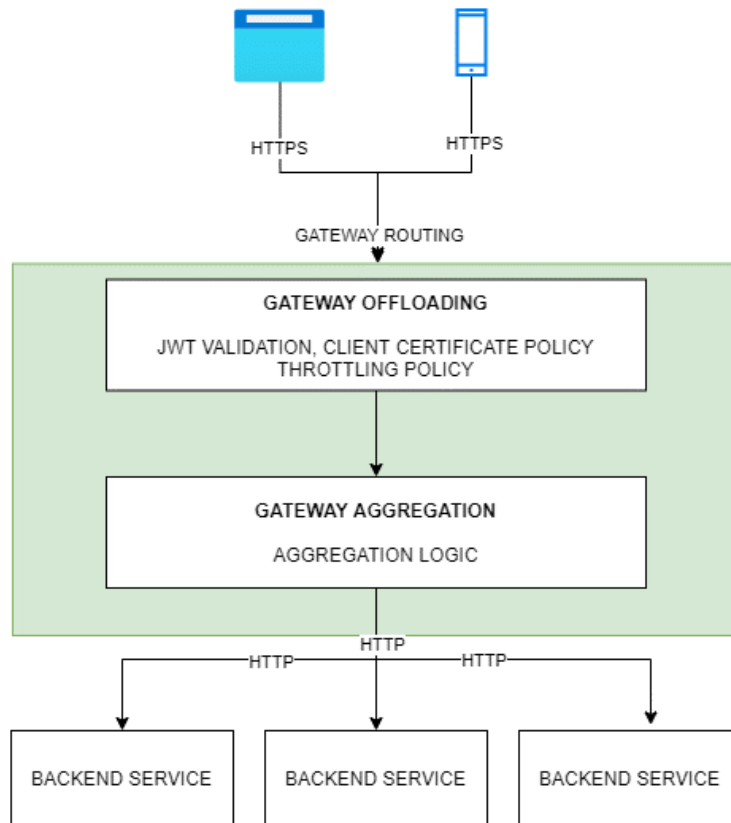 HTTPS
HTTPS
GATEWAY ROUTING
GATEWAY OFFLOADING
JWT VALIDATION, CLIENT CERTIFICATE POLICY
THROTTLING POLICY
GATEWAY AGGREGATION
AGGREGATION LOGIC
HTTP
HTTP
HTTP
BACKEND SERVICE
BACKEND SERVICE
BACKEND SERVICE